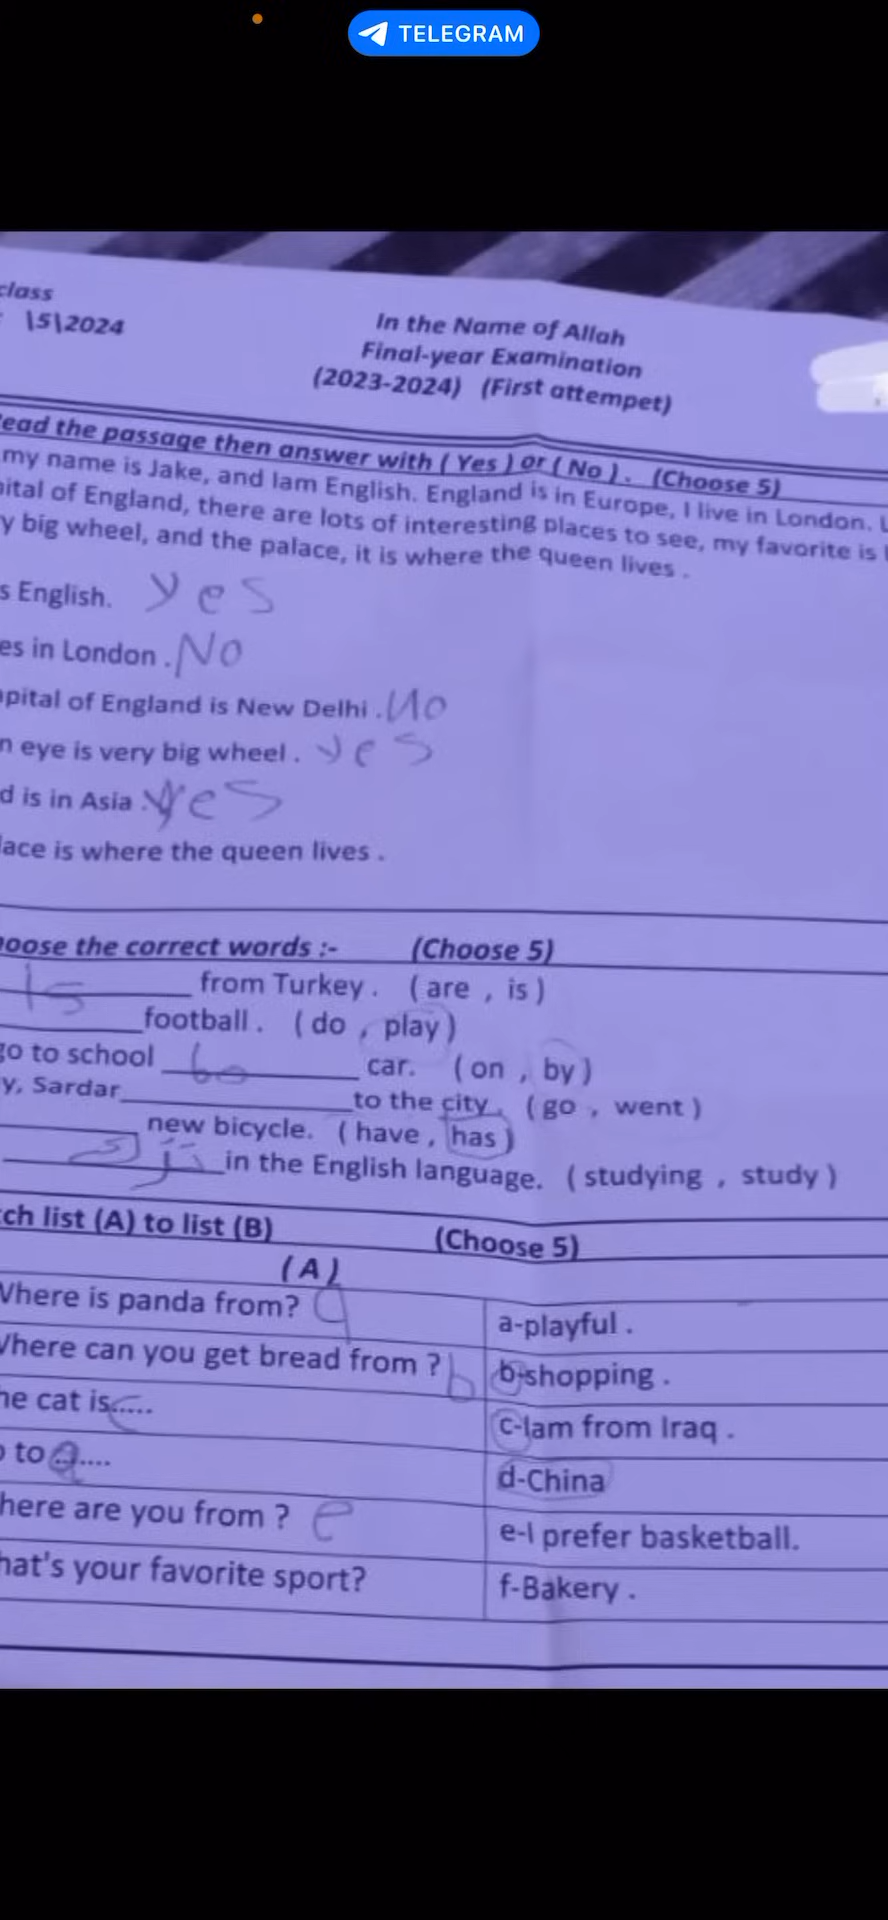 TELEGRAM
class
\5\2024
In the Name of Allah
Final-year Examination
(2023-2024) (First attempet)
ead the passage then answer with ( Yes ) or ( No ) . (Choose 5)
my name is Jake, and Iam English. England is in Europe, I live in London.
ital of England, there are lots of interesting places to see, my favorite is
y big wheel, and the palace, it is where the queen lives .
s English. Yes
es in London . No
pital of England is New Delhi . No
n eye is very big wheel . yes
d is in Asia . Yes
lace is where the queen lives .
oose the correct words :- (Choose 5)
Is from Turkey . ( are , is )
football . ( do , play )
go to school car. ( on , by )
y, Sardar to the city . ( go , went )
new bicycle. ( have , has )
in the English language. ( studying , study )
ch list (A) to list (B) (Choose 5)
( A )
Where is panda from? a-playful .
Where can you get bread from ? b b-shopping .
he cat is..... c-Iam from Iraq .
to ..... d-China
here are you from ? e e-I prefer basketball.
hat's your favorite sport? f-Bakery .